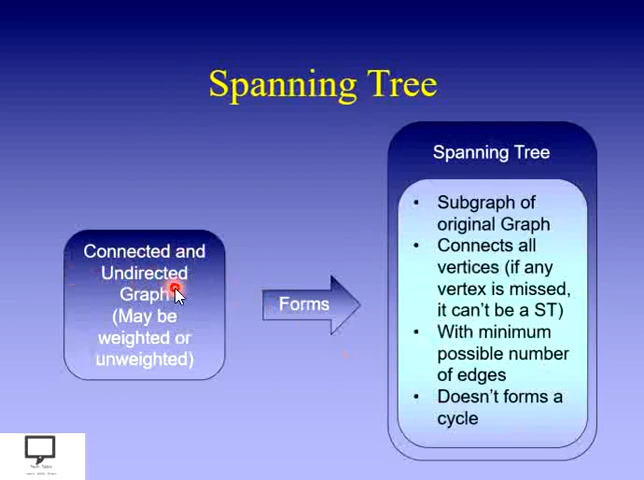 Spanning Tree
Connected and
Undirected
Graph
(May be
weighted or
unweighted)
Forms
Spanning Tree
• Subgraph of
original Graph
• Connects all
vertices (if any
vertex is missed,
it can't be a ST)
• With minimum
possible number
of edges
• Doesn't forms a
cycle